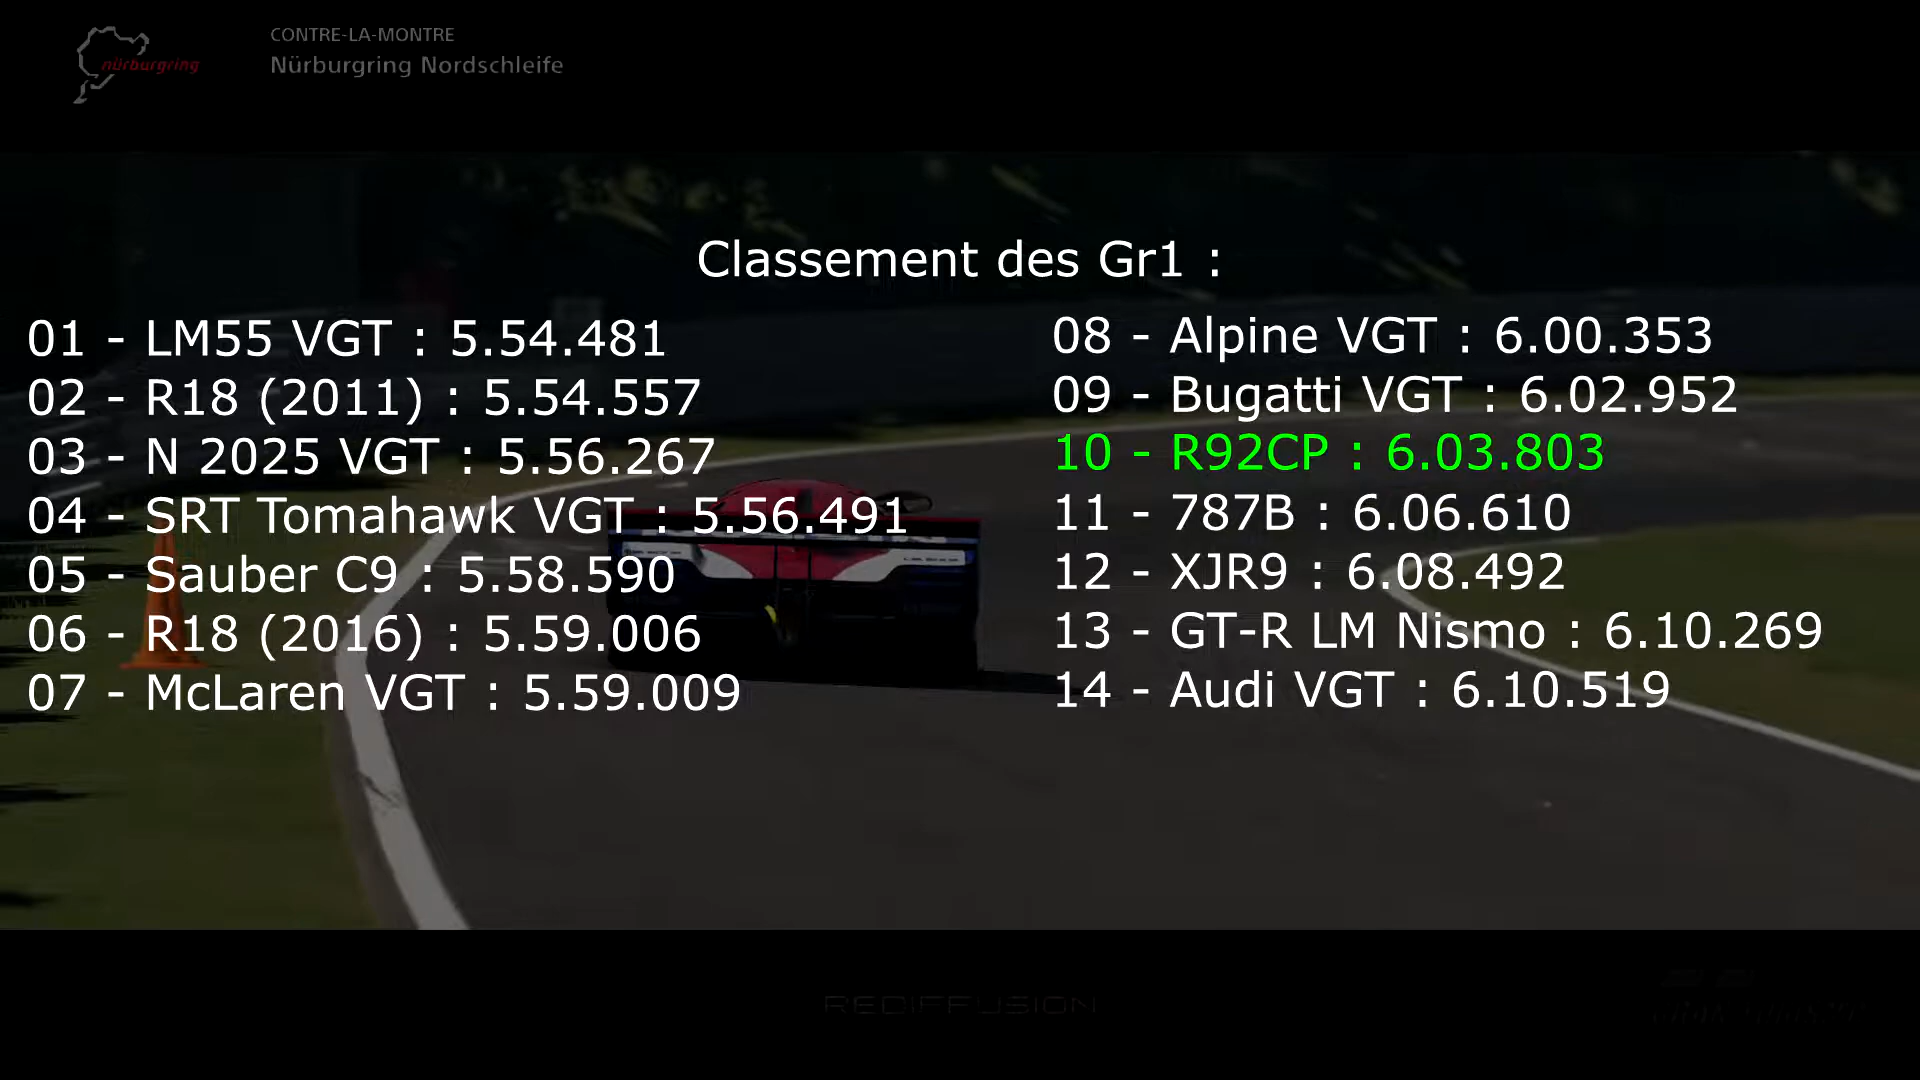 nürburgring
CONTRE-LA-MONTRE
Nürburgring Nordschleife
Classement des Gr1 :
01 - LM55 VGT : 5.54.481
02 - R18 (2011) : 5.54.557
03 - N 2025 VGT : 5.56.267
04 - SRT Tomahawk VGT : 5.56.491
05 - Sauber C9 : 5.58.590
06 - R18 (2016) : 5.59.006
07 - McLaren VGT : 5.59.009
08 - Alpine VGT : 6.00.353
09 - Bugatti VGT : 6.02.952
10 - R92CP : 6.03.803
11 - 787B : 6.06.610
12 - XJR9 : 6.08.492
13 - GT-R LM Nismo : 6.10.269
14 - Audi VGT : 6.10.519
REDIFFUSION